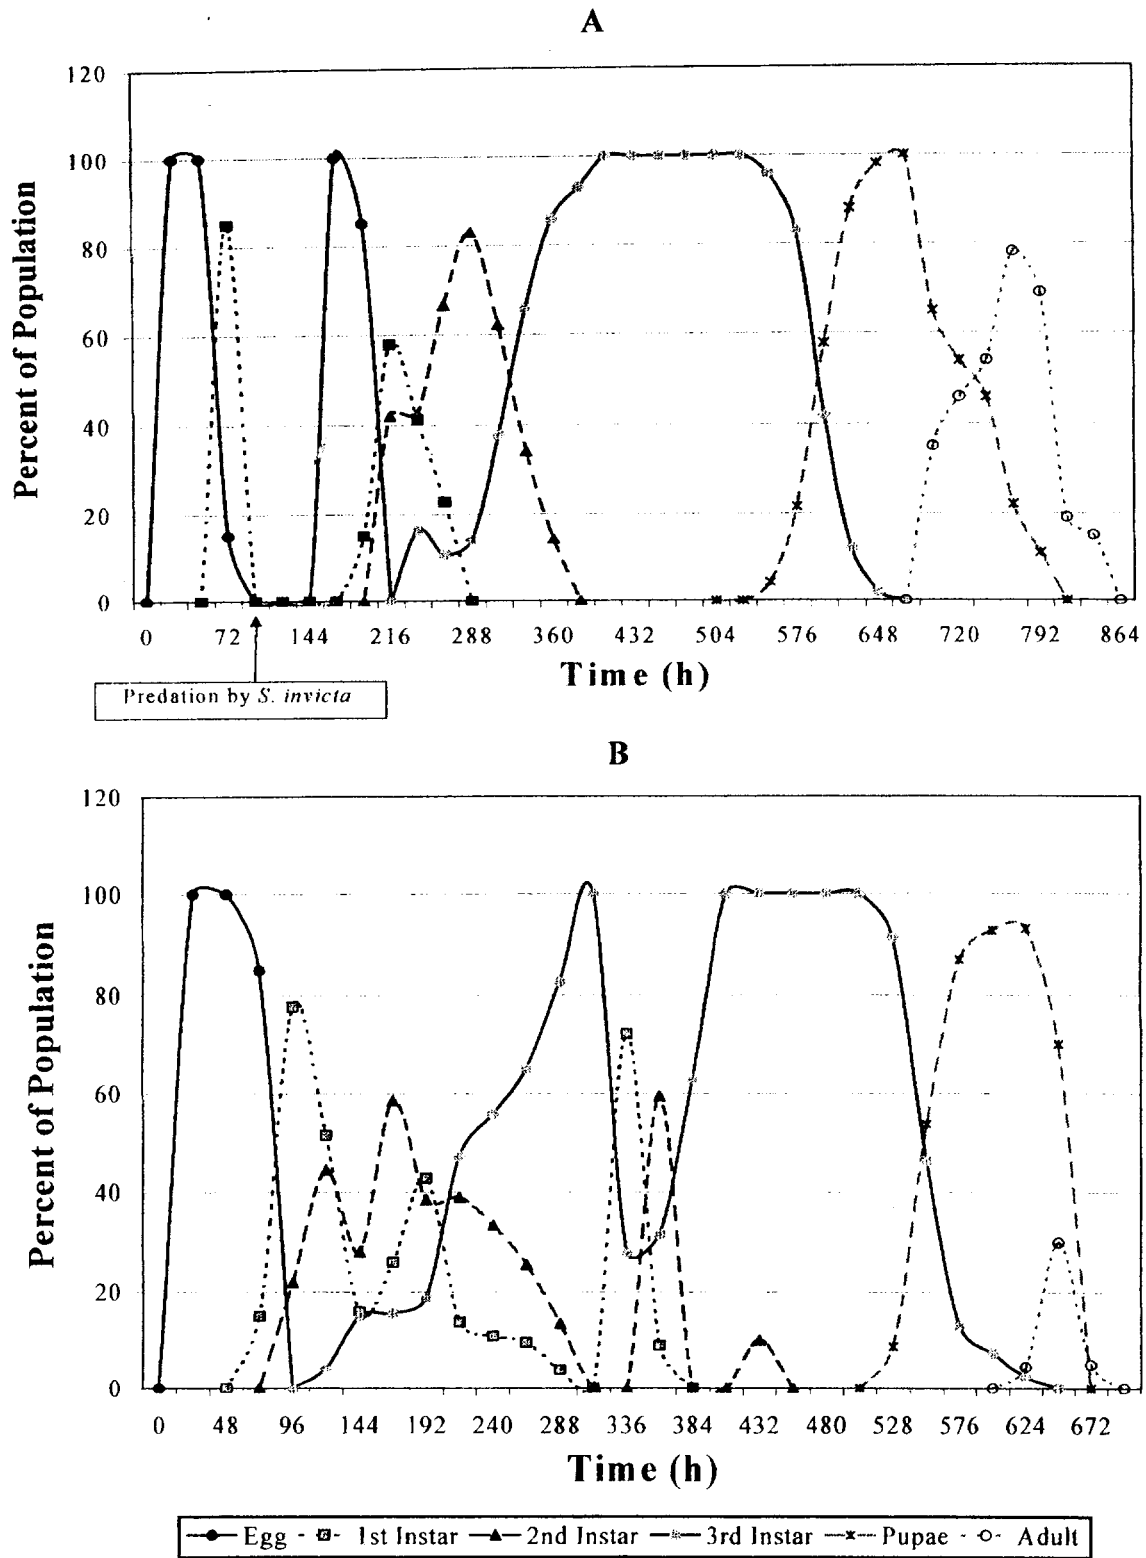 A
120
100
80
60
40
20
0
Percent of Population
0 72 144 216 288 360 432 504 576 648 720 792 864
Time (h)
Predation by S. invicta
B
120
100
80
60
40
20
0
Percent of Population
0 48 96 144 192 240 288 336 384 432 480 528 576 624 672
Time (h)
Egg 1st Instar 2nd Instar 3rd Instar Pupae Adult